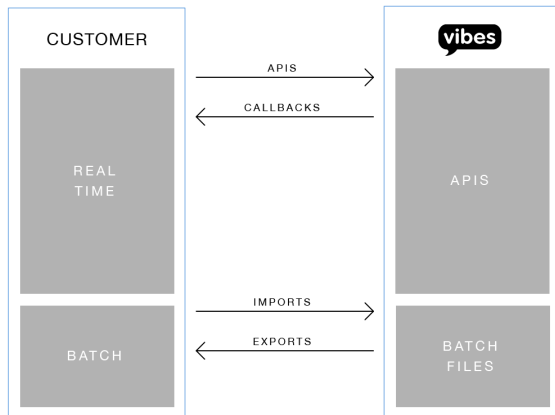 CUSTOMER
vibes
APIS
CALLBACKS
REAL
TIME
APIS
IMPORTS
EXPORTS
BATCH
BATCH
FILES